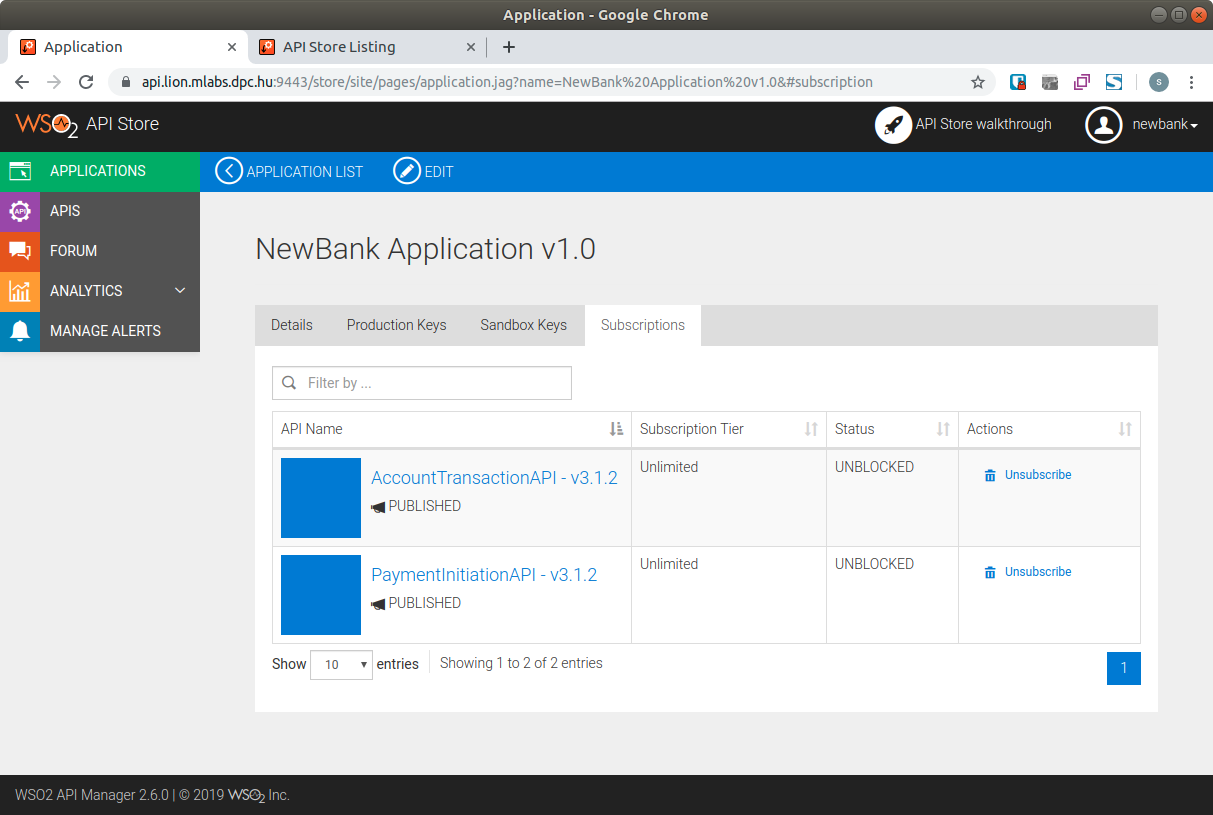 Application - Google Chrome
Application
API Store Listing
api.lion.mlabs.dpc.hu:9443/store/site/pages/application.jag?name=NewBank%20Application%20v1.0&#subscription
S
WSO2 API Store
API Store walkthrough
newbank
APPLICATIONS
APPLICATION LIST
EDIT
API
APIS
FORUM
ANALYTICS
MANAGE ALERTS
NewBank Application v1.0
Details
Production Keys
Sandbox Keys
Subscriptions
Filter by ...
API Name
Subscription Tier
Status
Actions
AccountTransactionAPI - v3.1.2
PUBLISHED
Unlimited
UNBLOCKED
Unsubscribe
PaymentInitiationAPI - v3.1.2
PUBLISHED
Unlimited
UNBLOCKED
Unsubscribe
Show 10 entries
Showing 1 to 2 of 2 entries
1
WSO2 API Manager 2.6.0 | © 2019 WSO2 Inc.